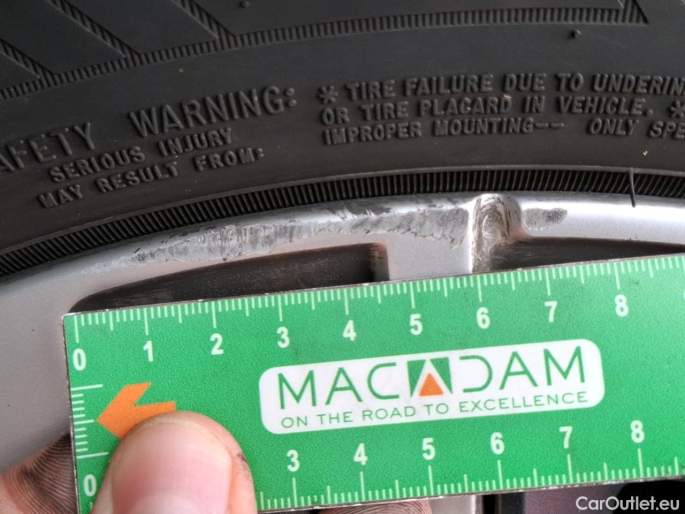 SAFETY WARNING:
SERIOUS INJURY
MAY RESULT FROM:
* TIRE FAILURE DUE TO
OR TIRE PLACARD IN VEHICLE. *
IMPROPER MOUNTING-- ONLY
0 1 2 3 4 5 6 7 8
MACADAM
ON THE ROAD TO EXCELLENCE
0 3 4 5 6 7 8
CarOutlet.eu